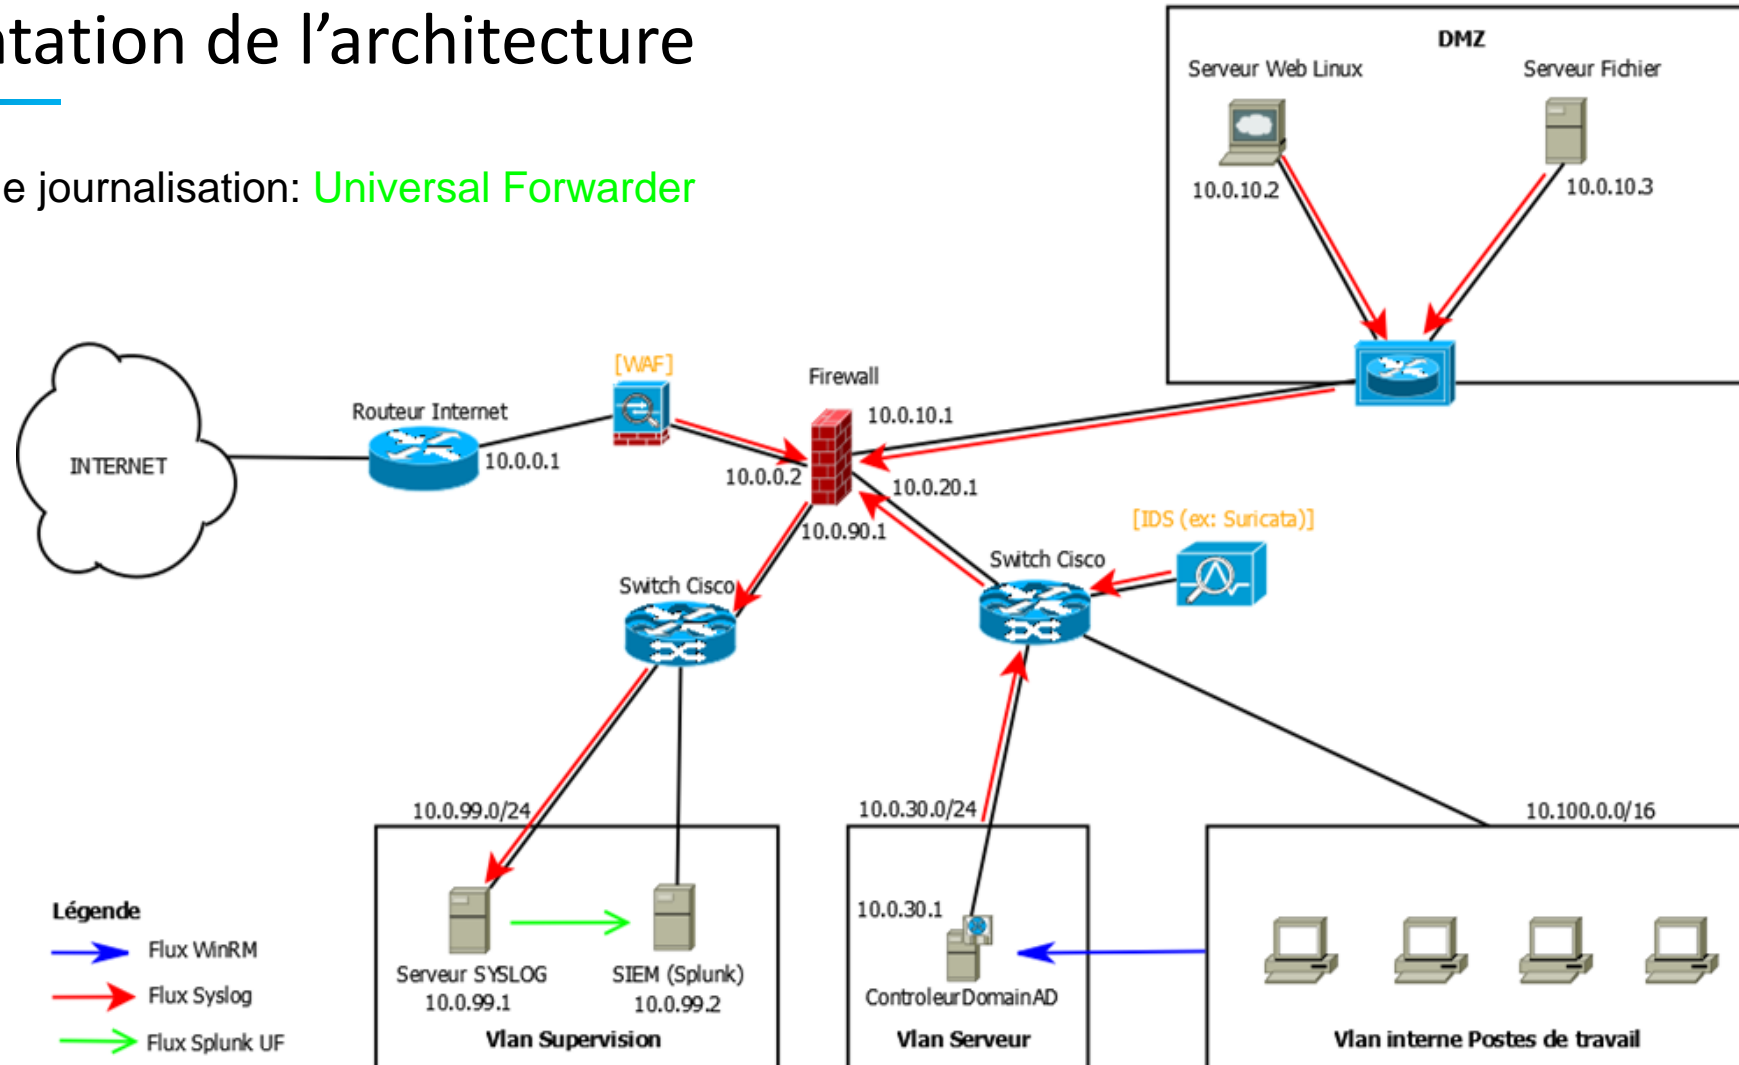 ntation de l'architecture
e journalisation: Universal Forwarder
DMZ
Serveur Web Linux
Serveur Fichier
10.0.10.2
10.0.10.3
[WAF]
Firewall
Routeur Internet
10.0.10.1
INTERNET
10.0.0.1
10.0.0.2
10.0.20.1
10.0.90.1
[IDS (ex: Suricata)]
Switch Cisco
Switch Cisco
10.0.99.0/24
10.0.30.0/24
10.100.0.0/16
Légende
Flux WinRM
Flux Syslog
Flux Splunk UF
Serveur SYSLOG
10.0.99.1
SIEM (Splunk)
10.0.99.2
Vlan Supervision
10.0.30.1
ControleurDomainAD
Vlan Serveur
Vlan interne Postes de travail